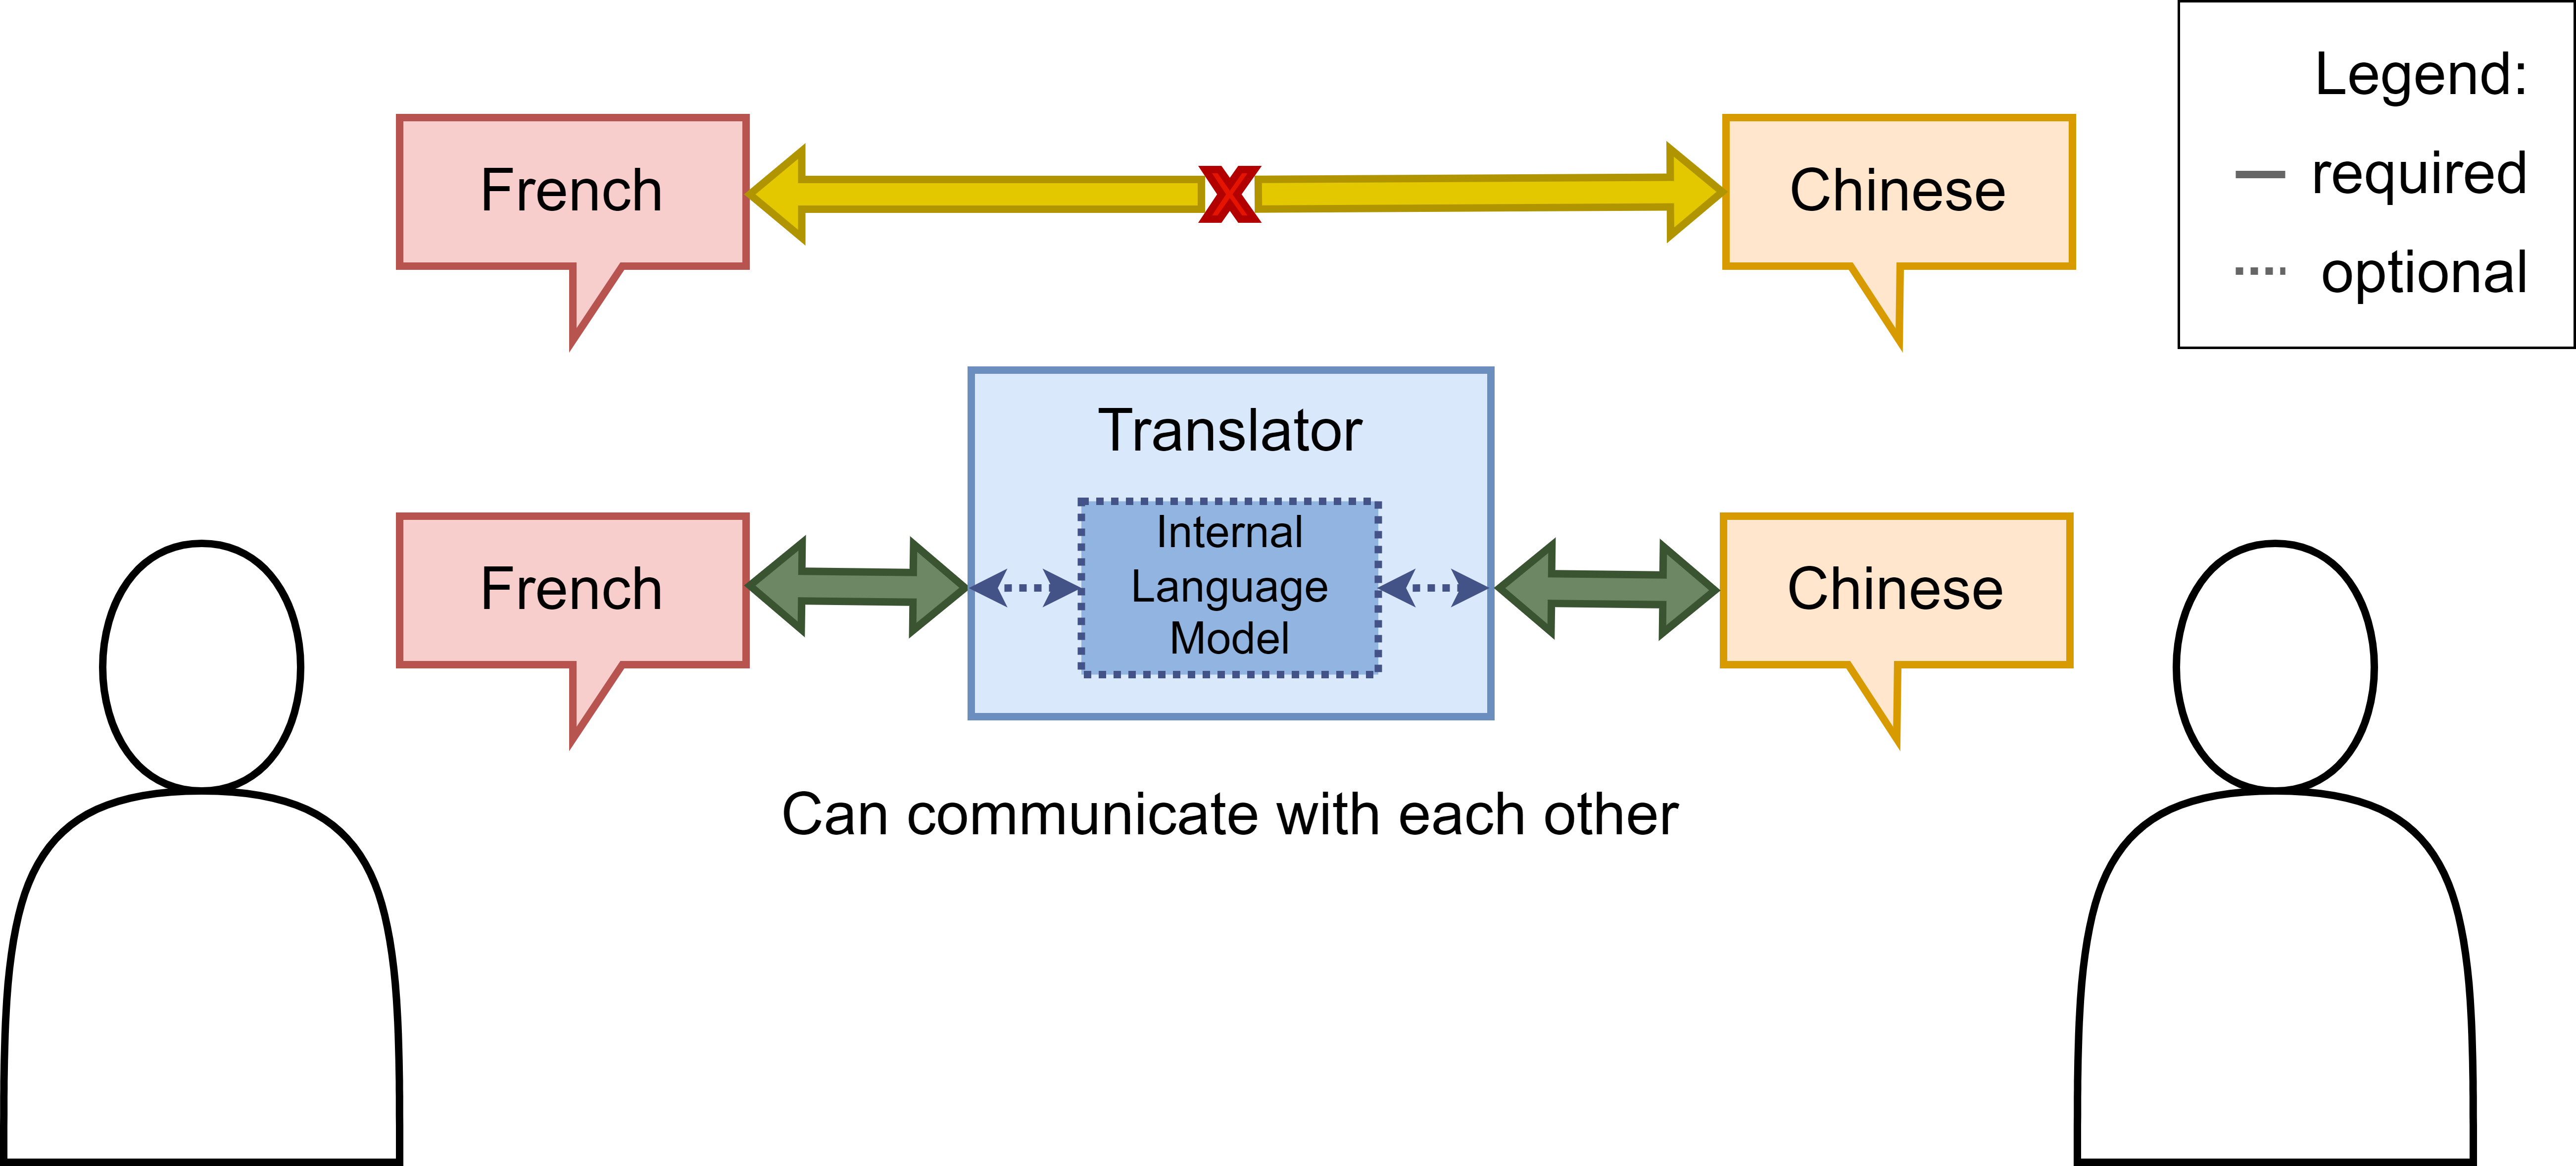 French
X
Chinese
Legend:
required
optional
Translator
French
Internal
Language
Model
Chinese
Can communicate with each other